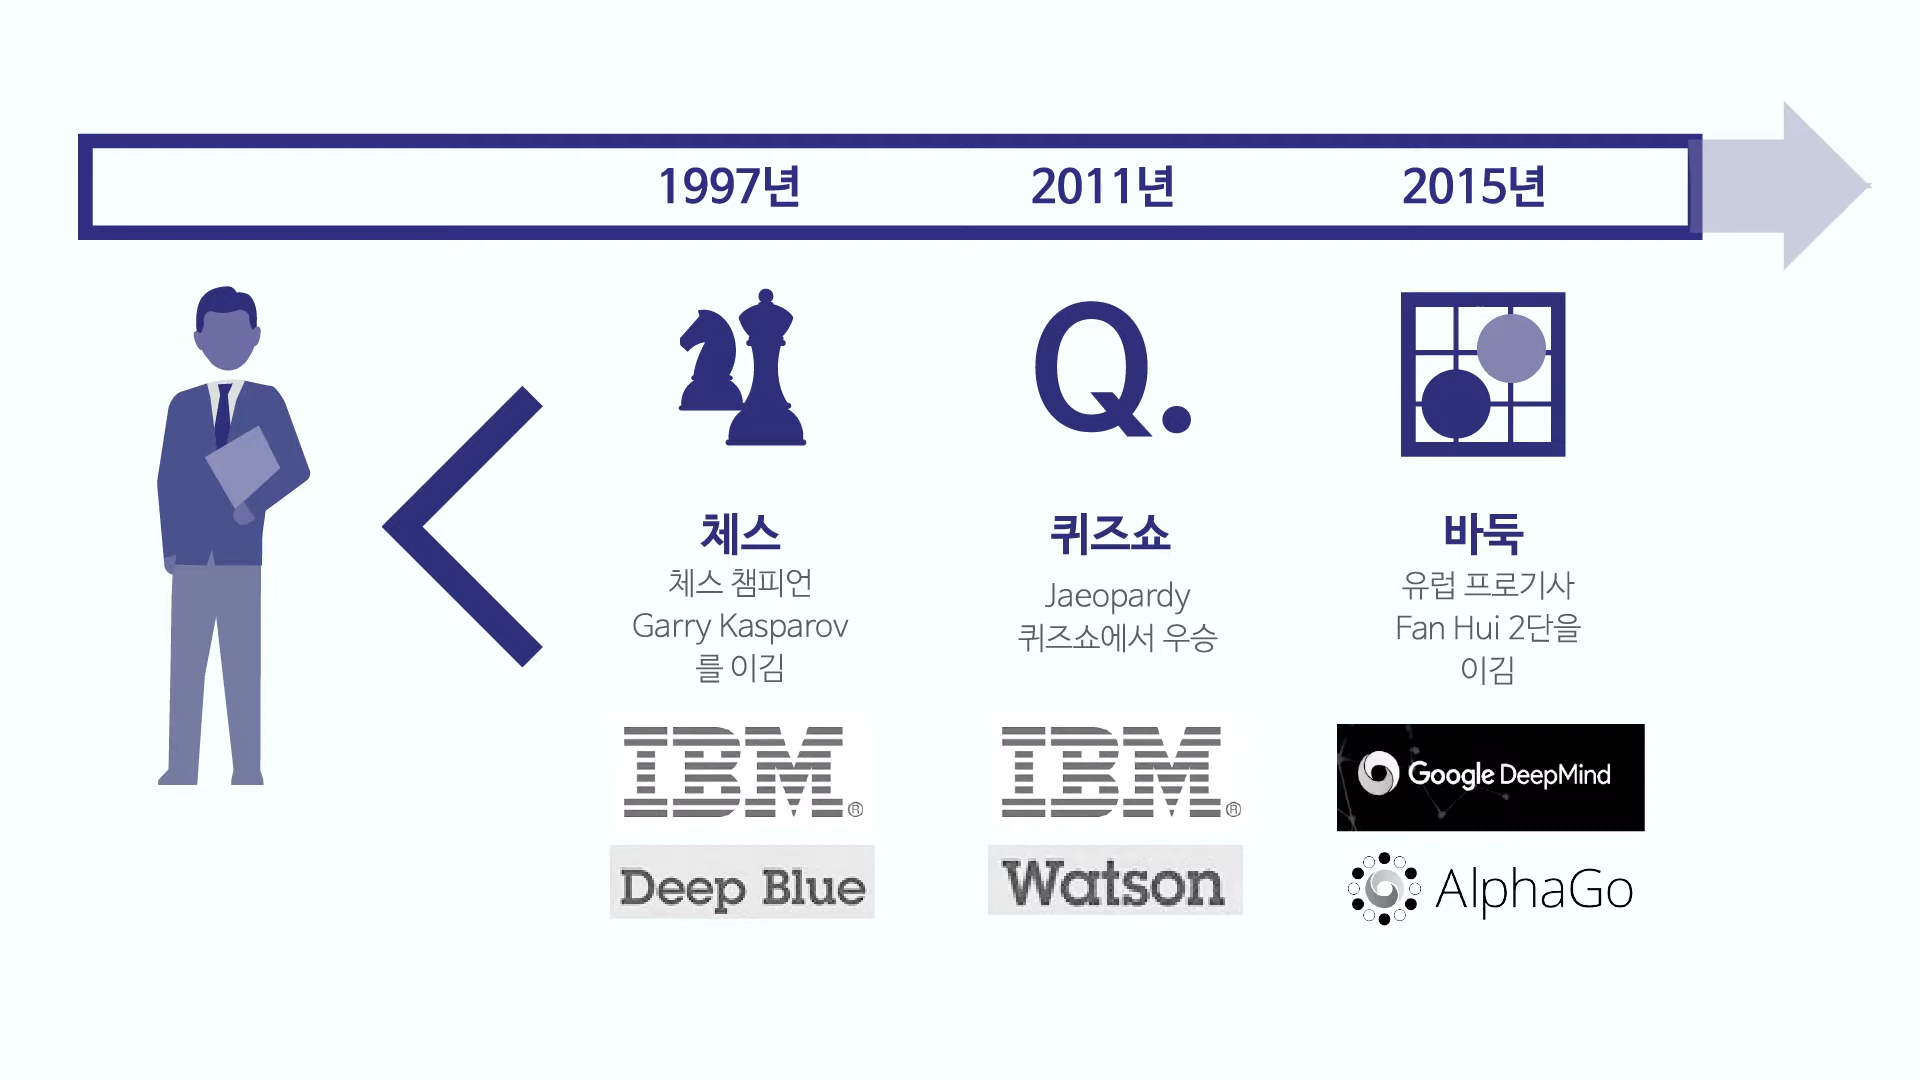 1997년 2011년 2015년
Q.
체스
체스 챔피언
Garry Kasparov
를 이김
IBM®
Deep Blue
퀴즈쇼
Jaeopardy
퀴즈쇼에서 우승
IBM®
Watson
바둑
유럽 프로기사
Fan Hui 2단을
이김
Google DeepMind
AlphaGo